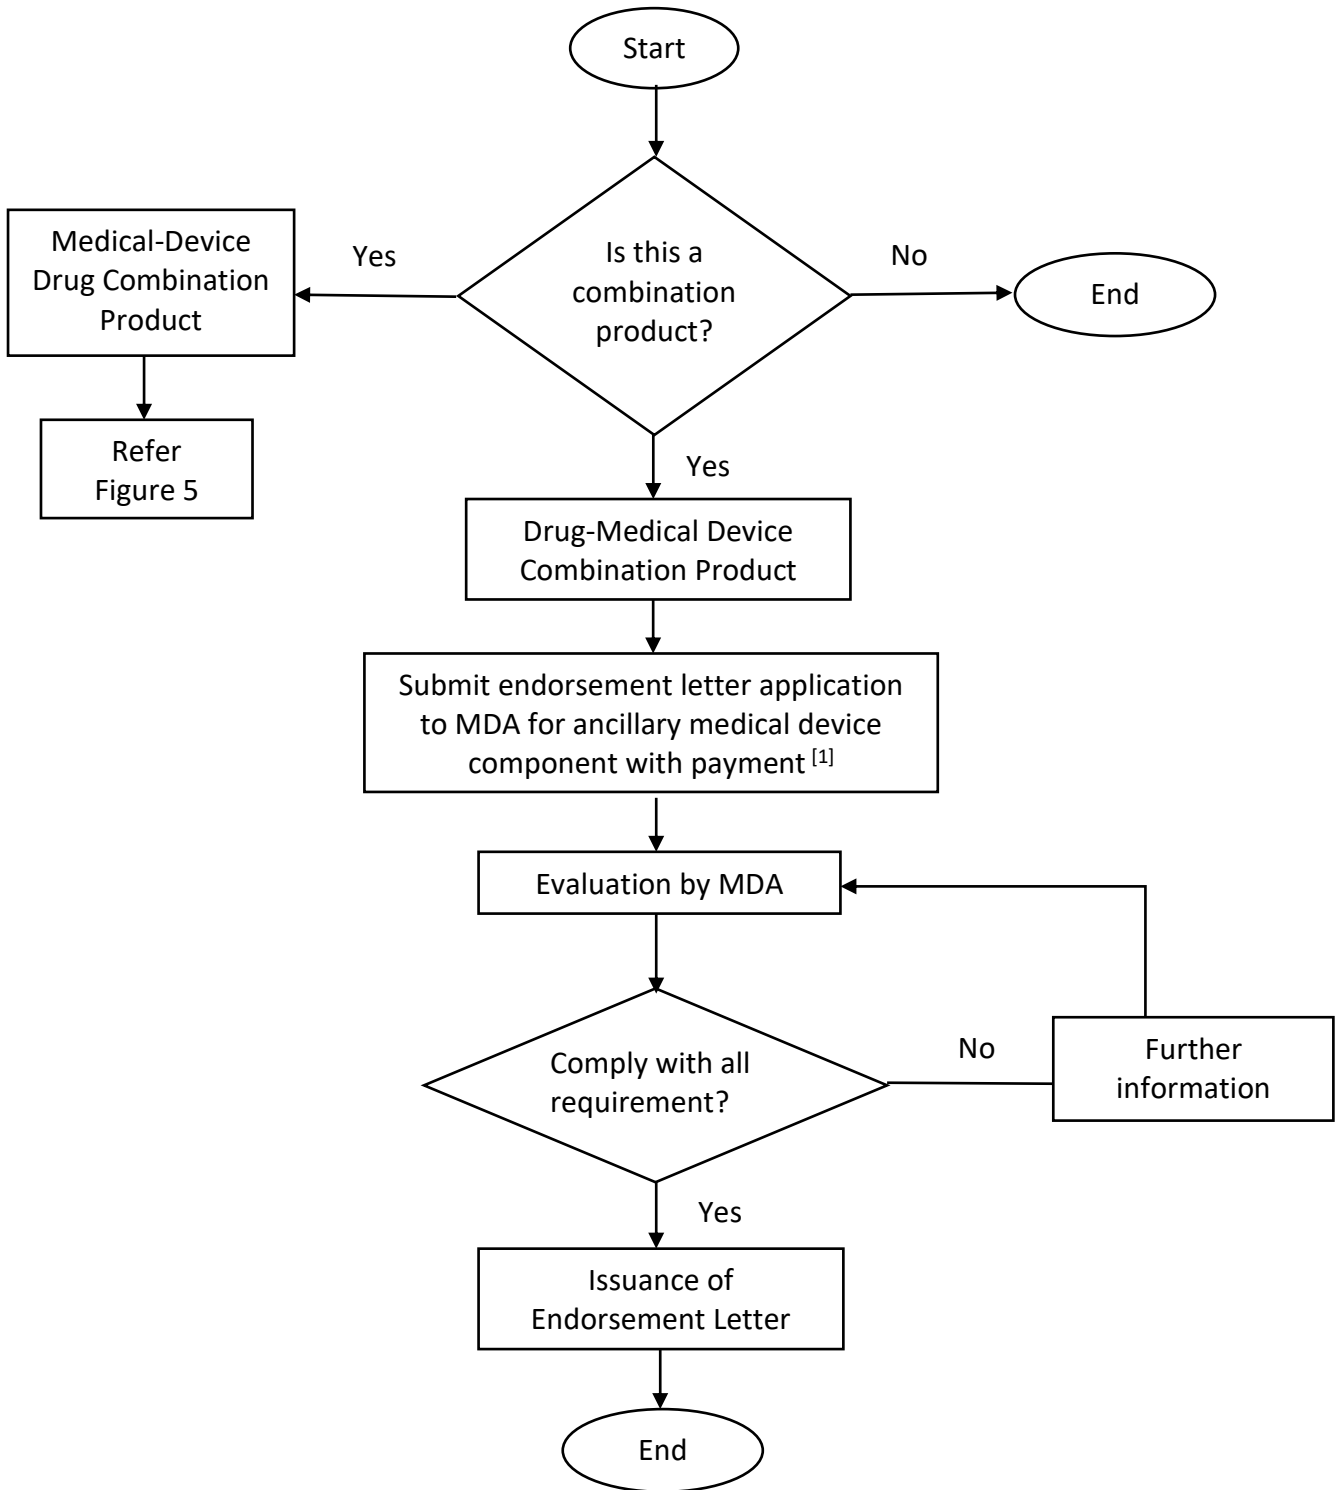 Start
Is this a
combination
product?
Yes
No
Medical-Device
Drug Combination
Product
End
Refer
Figure 5
Yes
Drug-Medical Device
Combination Product
Submit endorsement letter application
to MDA for ancillary medical device
component with payment [1]
Evaluation by MDA
Comply with all
requirement?
No
Further
information
Yes
Issuance of
Endorsement Letter
End